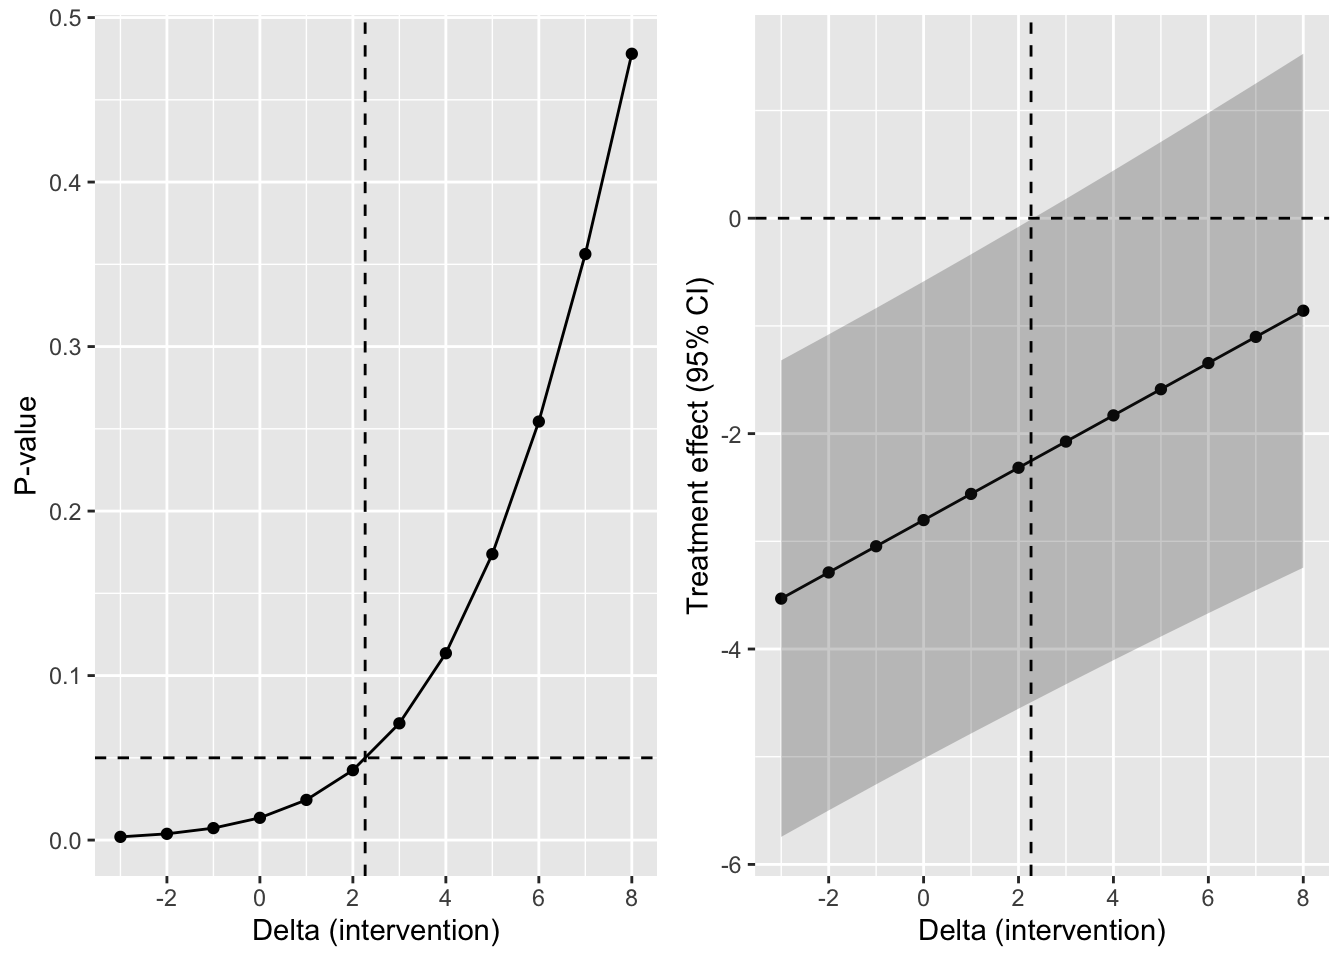 0.5
0.4
0.3
0.2
0.1
0.0
P-value
-2 0 2 4 6 8
Delta (intervention)
0
-2
-4
-6
Treatment effect (95% CI)
-2 0 2 4 6 8
Delta (intervention)